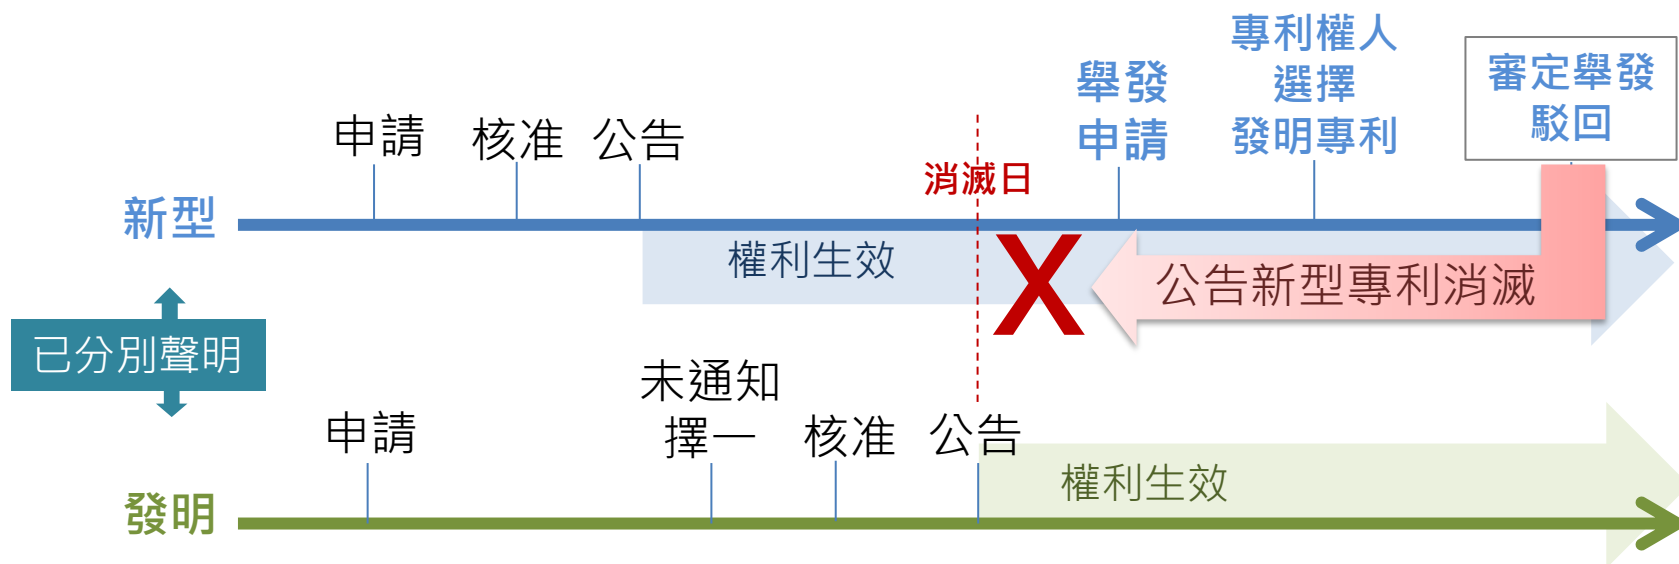 專利權人
選擇
發明專利
舉發
申請
審定舉發
駁回
申請
核准
公告
消滅日
新型
權利生效
X
公告新型專利消滅
已分別聲明
未通知
擇一
申請
核准
公告
權利生效
發明